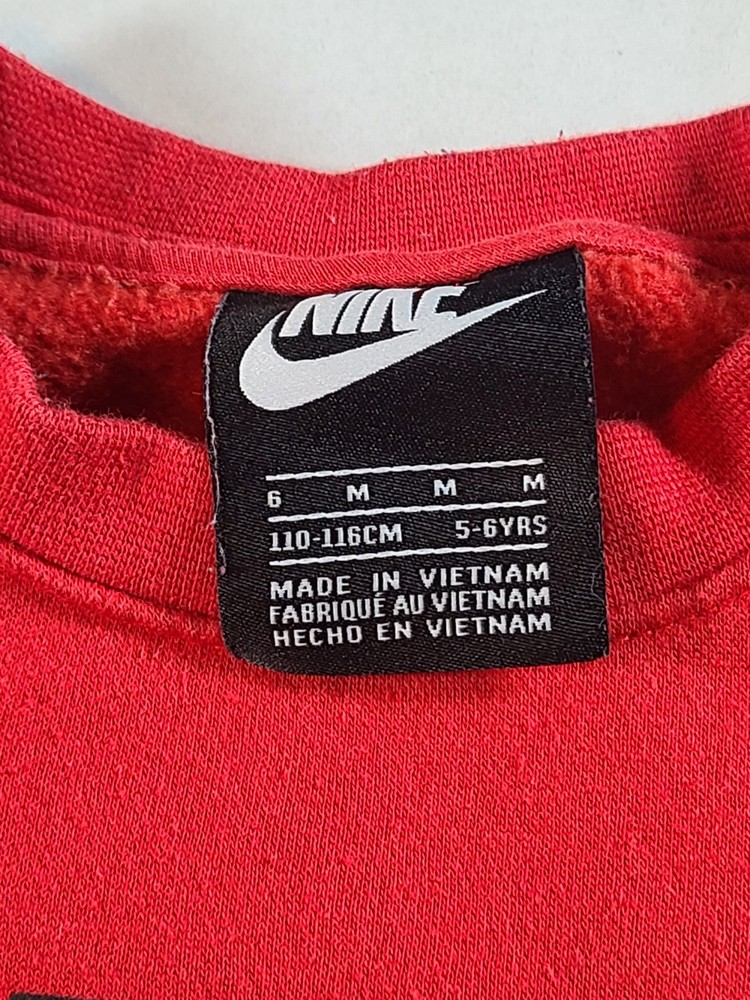 NIKE
6 M M M
110-116CM 5-6YRS
MADE IN VIETNAM
FABRIQUÉ AU VIETNAM
HECHO EN VIETNAM